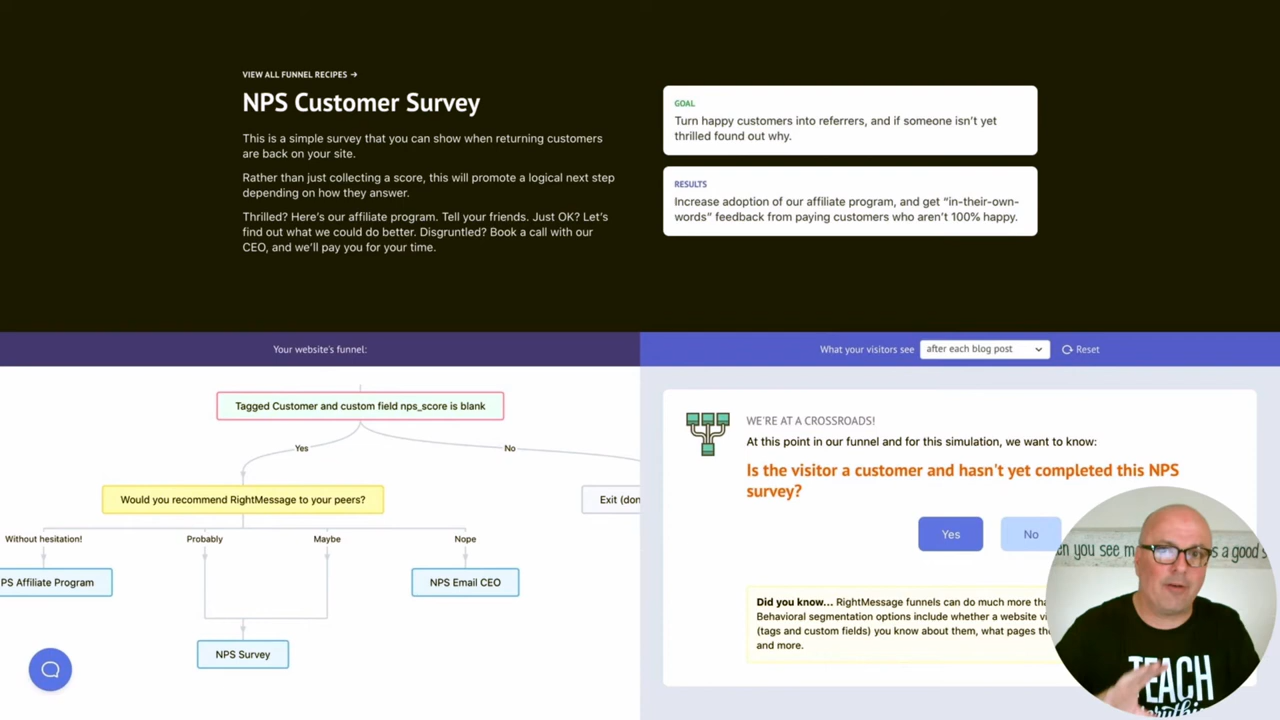 VIEW ALL FUNNEL RECIPES →
NPS Customer Survey
This is a simple survey that you can show when returning customers
are back on your site.
Rather than just collecting a score, this will promote a logical next step
depending on how they answer.
Thrilled? Here's our affiliate program. Tell your friends. Just OK? Let's
find out what we could do better. Disgruntled? Book a call with our
CEO, and we'll pay you for your time.
GOAL
Turn happy customers into referrers, and if someone isn't yet
thrilled found out why.
RESULTS
Increase adoption of our affiliate program, and get “in-their-own-
words” feedback from paying customers who aren't 100% happy.
Your website's funnel:
Tagged Customer and custom field nps_score is blank
Yes
No
Would you recommend RightMessage to your peers?
Exit (don
Without hesitation!
Probably
Maybe
Nope
PS Affiliate Program
NPS Email CEO
NPS Survey
What your visitors see
after each blog post
Reset
WE'RE AT A CROSSROADS!
At this point in our funnel and for this simulation, we want to know:
Is the visitor a customer and hasn't yet completed this NPS
survey?
Yes
No
Did you know... RightMessage funnels can do much more tha
Behavioral segmentation options include whether a website vi
(tags and custom fields) you know about them, what pages the
and more.
en you see m
s a good s
TEACH